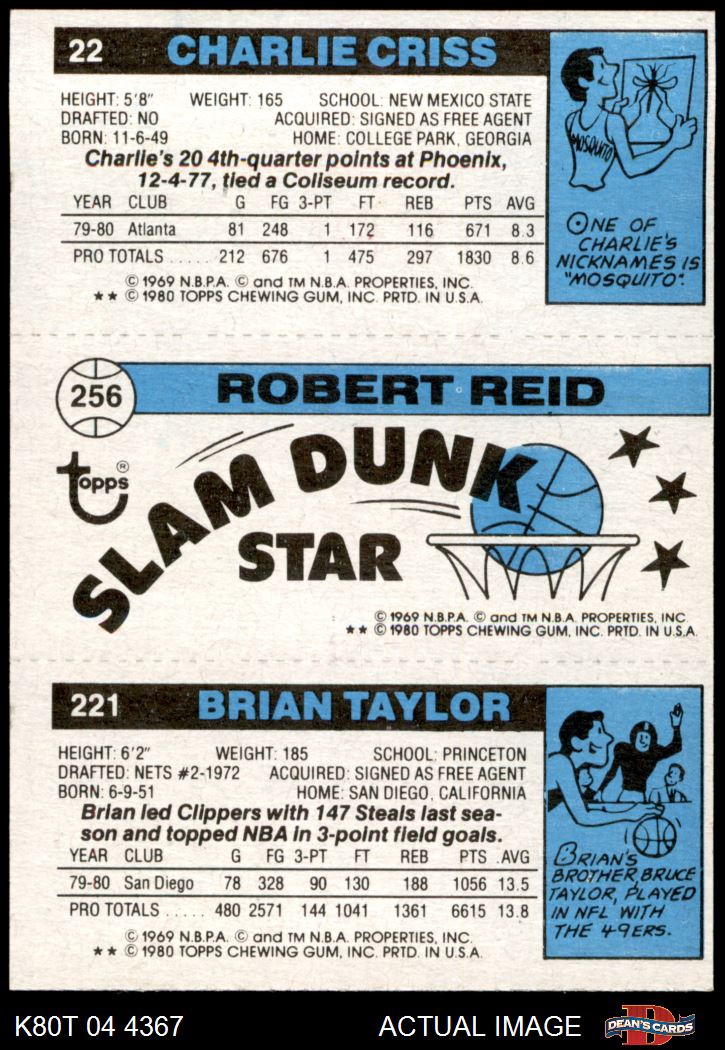 22 CHARLIE CRISS
HEIGHT: 5'8" WEIGHT: 165 SCHOOL: NEW MEXICO STATE
DRAFTED: NO ACQUIRED: SIGNED AS FREE AGENT
BORN: 11-6-49 HOME: COLLEGE PARK, GEORGIA
Charlie's 20 4th-quarter points at Phoenix,
12-4-77, tied a Coliseum record.
YEAR CLUB G FG 3-PT FT REB PTS AVG
79-80 Atlanta 81 248 1 172 116 671 8.3
PRO TOTALS ..... 212 676 1 475 297 1830 8.6
© 1969 N.B.P.A. © and TM N.B.A. PROPERTIES, INC.
★★ © 1980 TOPPS CHEWING GUM, INC. PRTD. IN U.S.A.
MOSQUITO
ONE OF
CHARLIE'S
NICKNAMES IS
"MOSQUITO".
256 ROBERT REID
topps®
SLAM DUNK
STAR
© 1969 N.B.P.A. © and TM N.B.A. PROPERTIES, INC.
★★ © 1980 TOPPS CHEWING GUM, INC. PRTD. IN U.S.A.
221 BRIAN TAYLOR
HEIGHT: 6'2" WEIGHT: 185 SCHOOL: PRINCETON
DRAFTED: NETS #2-1972 ACQUIRED: SIGNED AS FREE AGENT
BORN: 6-9-51 HOME: SAN DIEGO, CALIFORNIA
Brian led Clippers with 147 Steals last sea-
son and topped NBA in 3-point field goals.
YEAR CLUB G FG 3-PT FT REB PTS AVG
79-80 San Diego 78 328 90 130 188 1056 13.5
PRO TOTALS ..... 480 2571 144 1041 1361 6615 13.8
© 1969 N.B.P.A. © and TM N.B.A. PROPERTIES, INC.
★★ © 1980 TOPPS CHEWING GUM, INC. PRTD. IN U.S.A.
BRIAN'S
BROTHER, BRUCE
TAYLOR, PLAYED
IN NFL WITH
THE 49ERS.
K80T 04 4367 ACTUAL IMAGE D DEAN'S CARDS